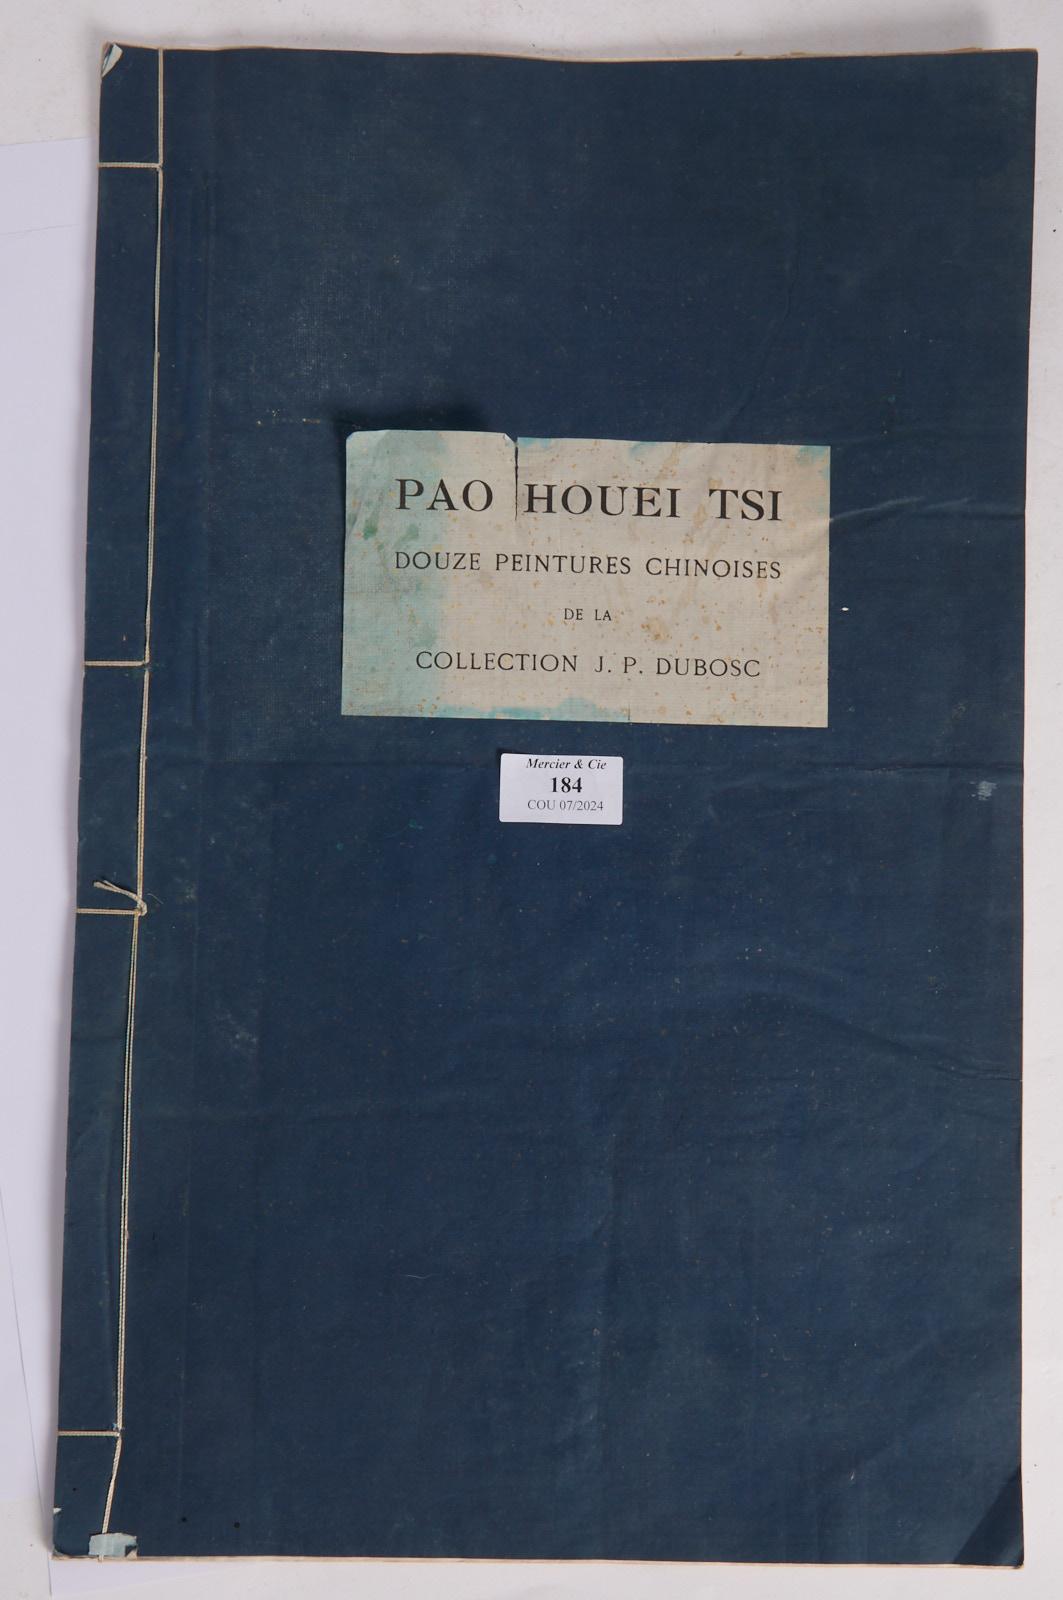 PAO HOUEI TSI
DOUZE PEINTURES CHINOISES
DE LA
COLLECTION J. P. DUBOSC
Mercier & Cie
184
COU 07/2024